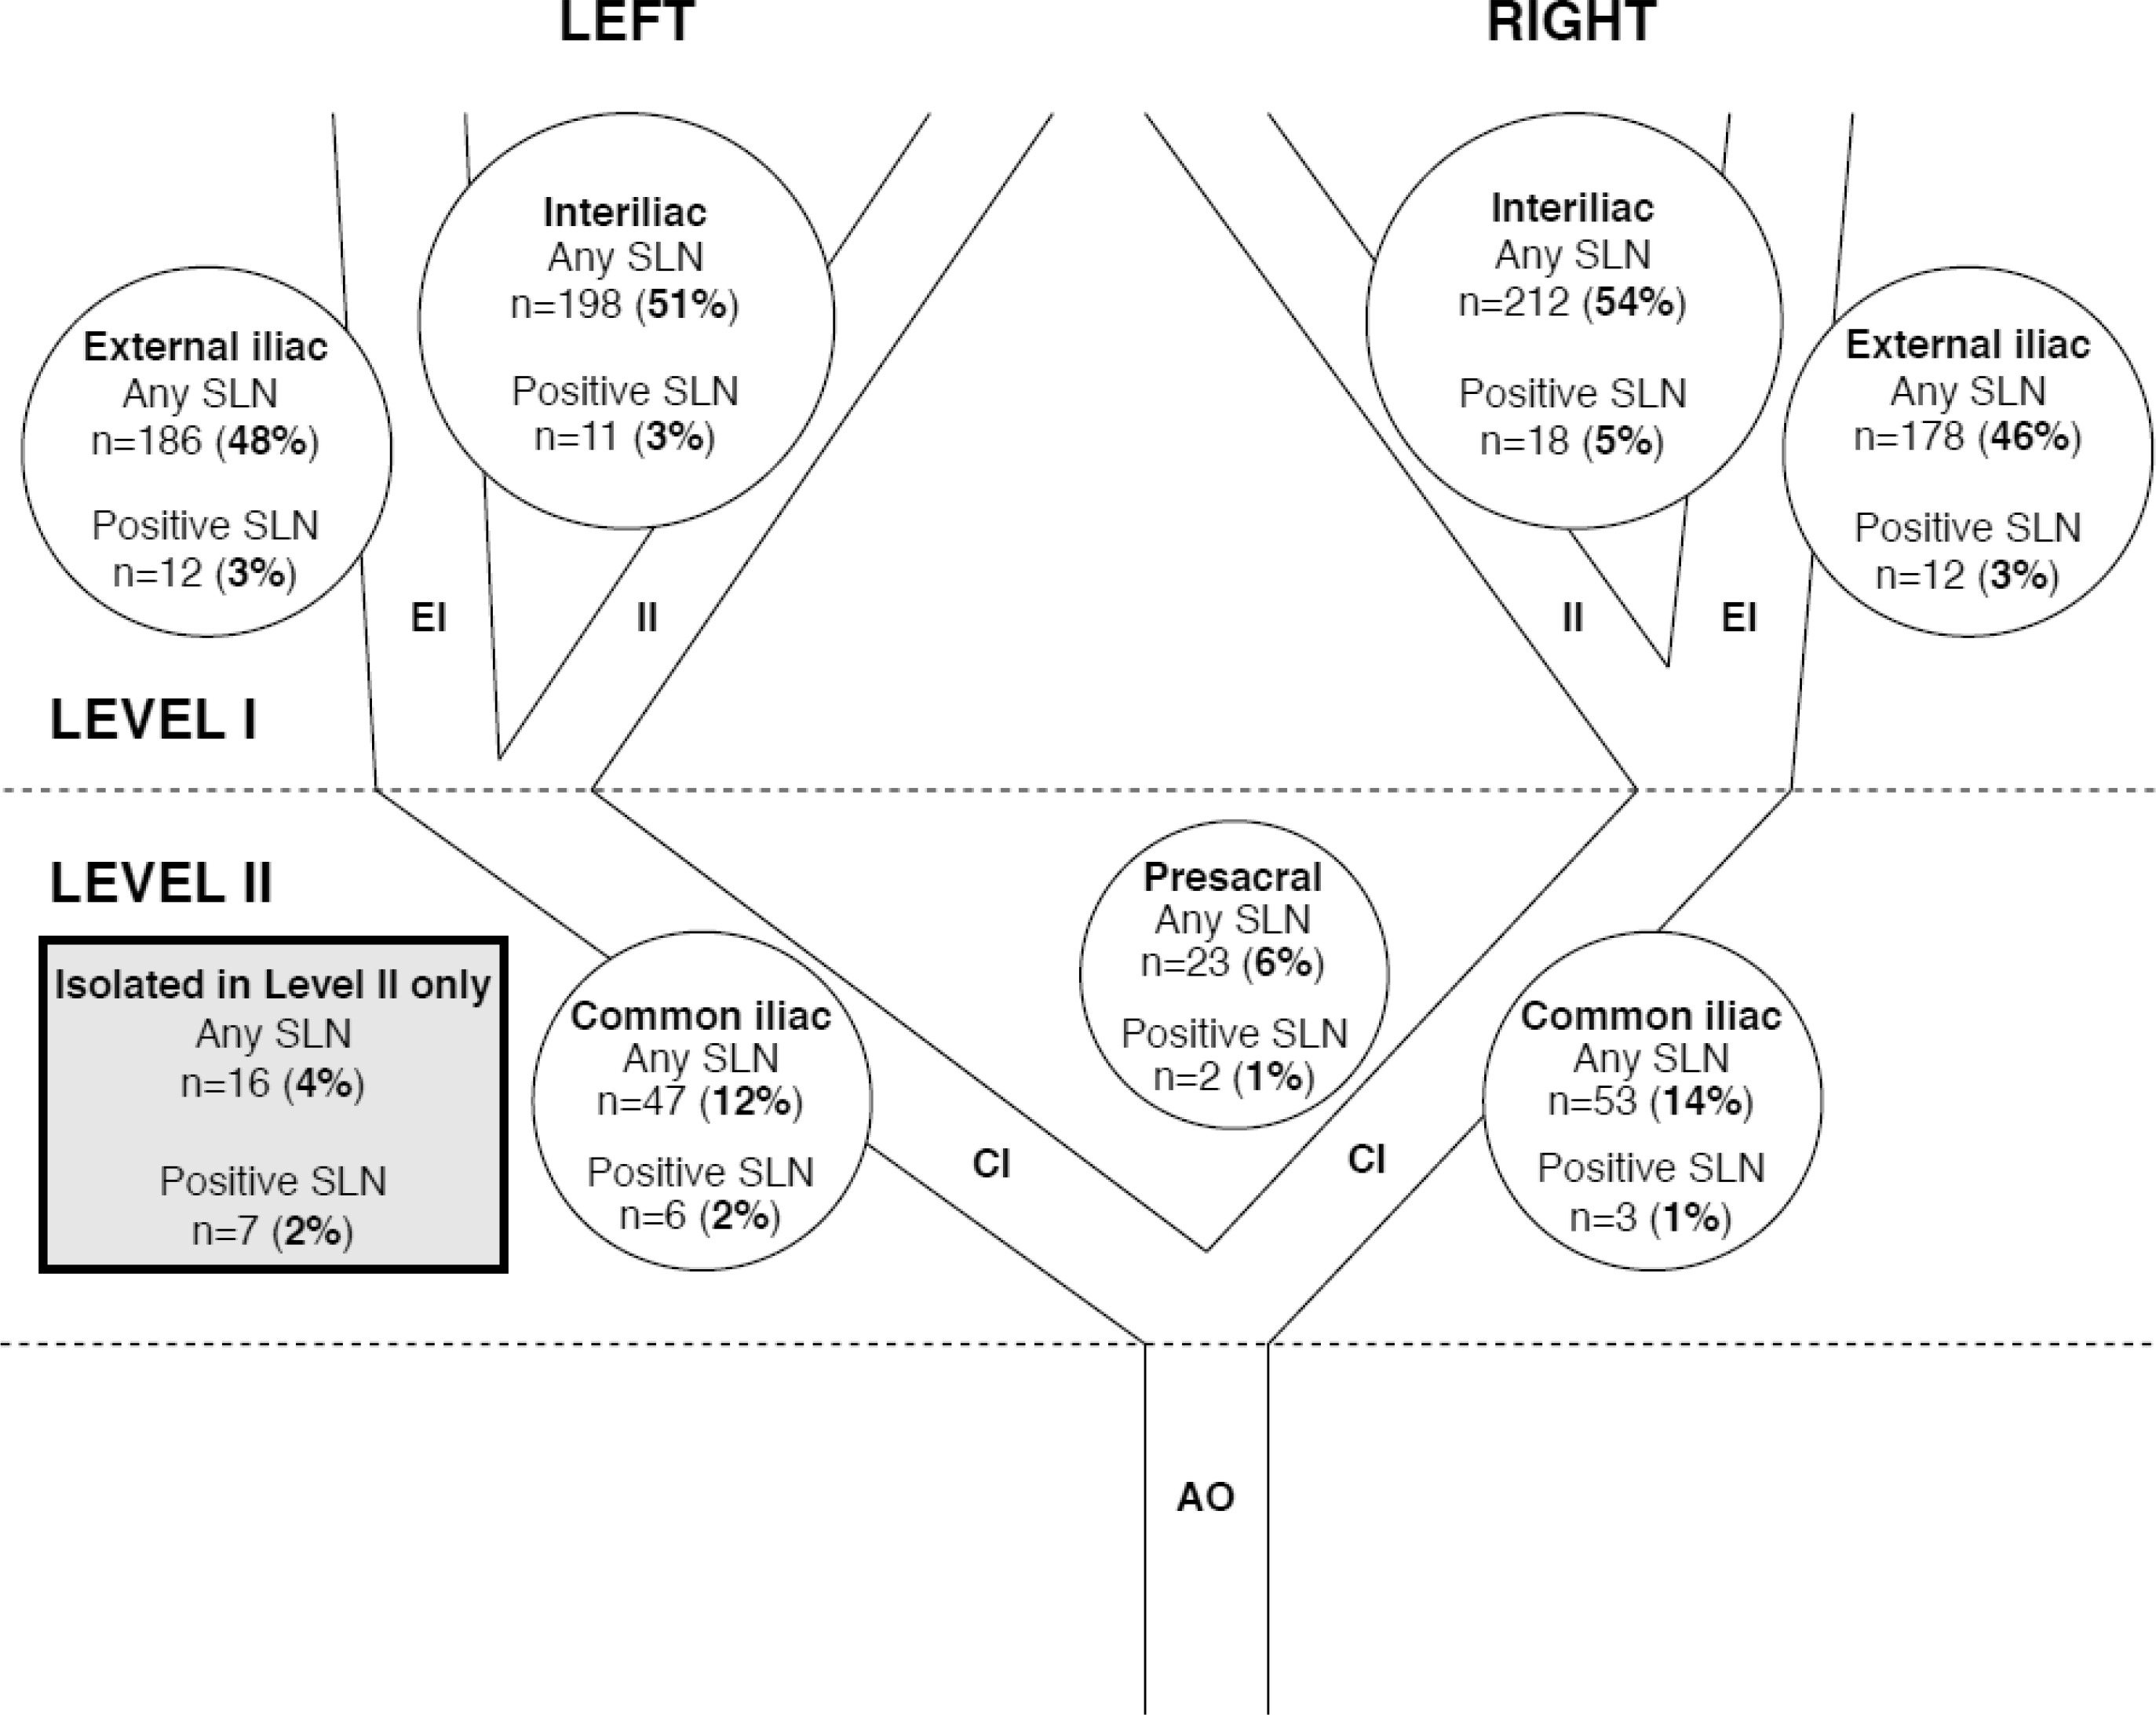 LEFT
RIGHT
Interiliac
Any SLN
n=198 (51%)
Positive SLN
n=11 (3%)
Interiliac
Any SLN
n=212 (54%)
Positive SLN
n=18 (5%)
External iliac
Any SLN
n=186 (48%)
Positive SLN
n=12 (3%)
External iliac
Any SLN
n=178 (46%)
Positive SLN
n=12 (3%)
EI
II
II
EI
LEVEL I
LEVEL II
Isolated in Level II only
Any SLN
n=16 (4%)
Positive SLN
n=7 (2%)
Common iliac
Any SLN
n=47 (12%)
Positive SLN
n=6 (2%)
Presacral
Any SLN
n=23 (6%)
Positive SLN
n=2 (1%)
Common iliac
Any SLN
n=53 (14%)
Positive SLN
n=3 (1%)
CI
CI
AO